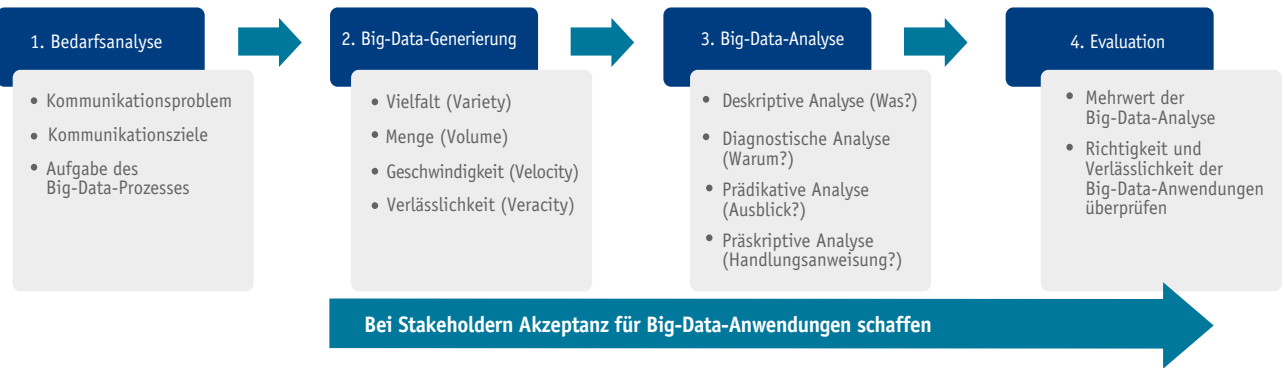 1. Bedarfsanalyse
• Kommunikationsproblem
• Kommunikationsziele
• Aufgabe des
Big-Data-Prozesses
2. Big-Data-Generierung
• Vielfalt (Variety)
• Menge (Volume)
• Geschwindigkeit (Velocity)
• Verlässlichkeit (Veracity)
3. Big-Data-Analyse
• Deskriptive Analyse (Was?)
• Diagnostische Analyse
(Warum?)
• Prädikative Analyse
(Ausblick?)
• Präskriptive Analyse
(Handlungsanweisung?)
4. Evaluation
• Mehrwert der
Big-Data-Analyse
• Richtigkeit und
Verlässlichkeit der
Big-Data-Anwendungen
überprüfen
Bei Stakeholdern Akzeptanz für Big-Data-Anwendungen schaffen